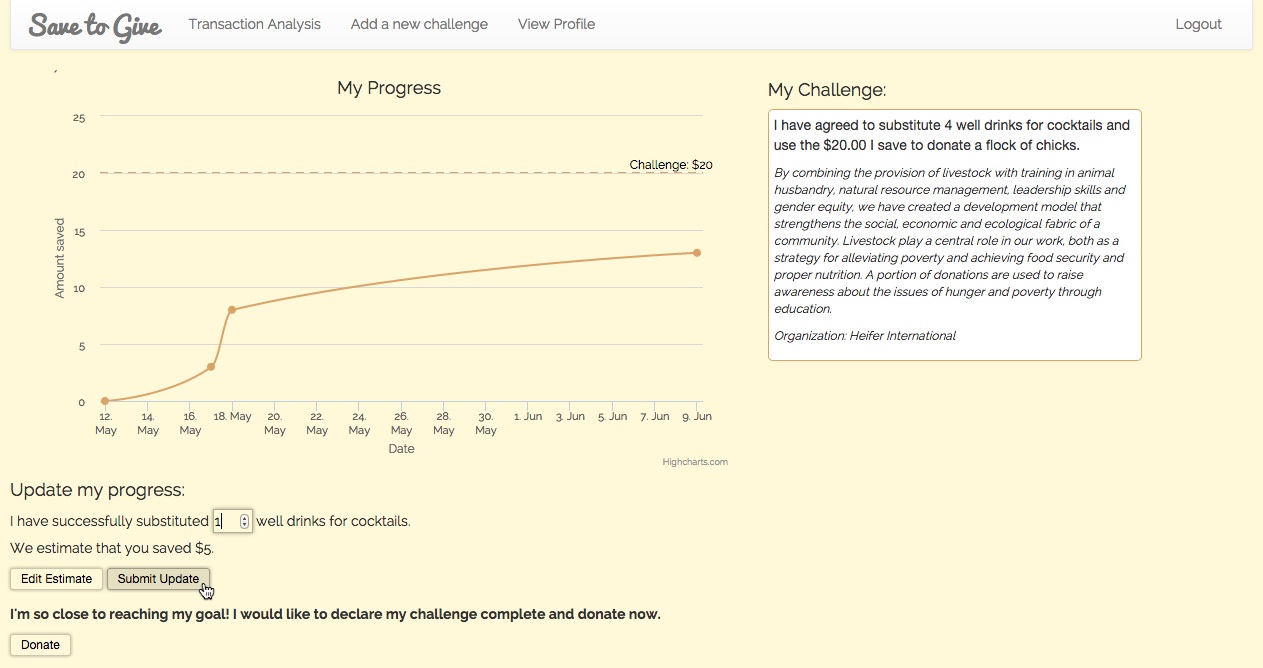 Save to Give Transaction Analysis Add a new challenge View Profile Logout
My Progress
25
20
15
10
5
0
Amount saved
Challenge: $20
12. May 14. May 16. May 18. May 20. May 22. May 24. May 26. May 28. May 30. May 1. Jun 3. Jun 5. Jun 7. Jun 9. Jun
Date
Highcharts.com
My Challenge:
I have agreed to substitute 4 well drinks for cocktails and
use the $20.00 I save to donate a flock of chicks.
By combining the provision of livestock with training in animal
husbandry, natural resource management, leadership skills and
gender equity, we have created a development model that
strengthens the social, economic and ecological fabric of a
community. Livestock play a central role in our work, both as a
strategy for alleviating poverty and achieving food security and
proper nutrition. A portion of donations are used to raise
awareness about the issues of hunger and poverty through
education.
Organization: Heifer International
Update my progress:
I have successfully substituted 1 well drinks for cocktails.
We estimate that you saved $5.
Edit Estimate Submit Update
I'm so close to reaching my goal! I would like to declare my challenge complete and donate now.
Donate